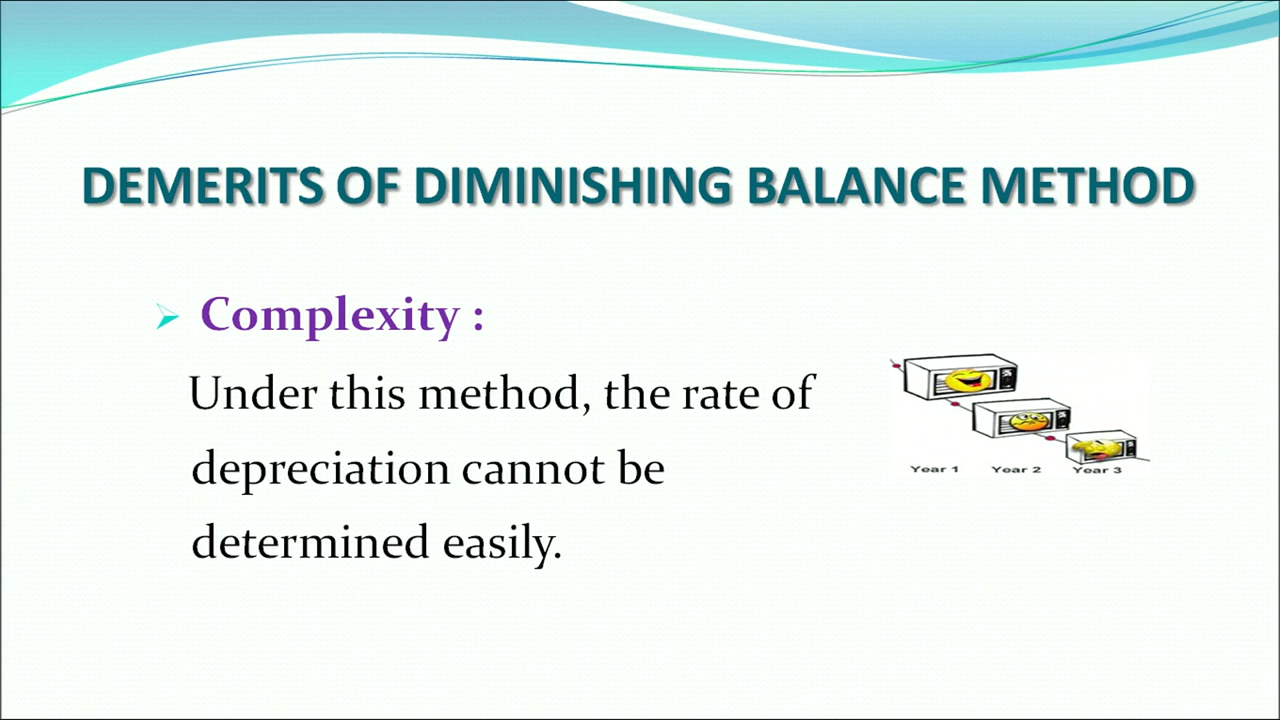 DEMERITS OF DIMINISHING BALANCE METHOD
Complexity :
Under this method, the rate of
depreciation cannot be
determined easily.
Year 1 Year 2 Year 3